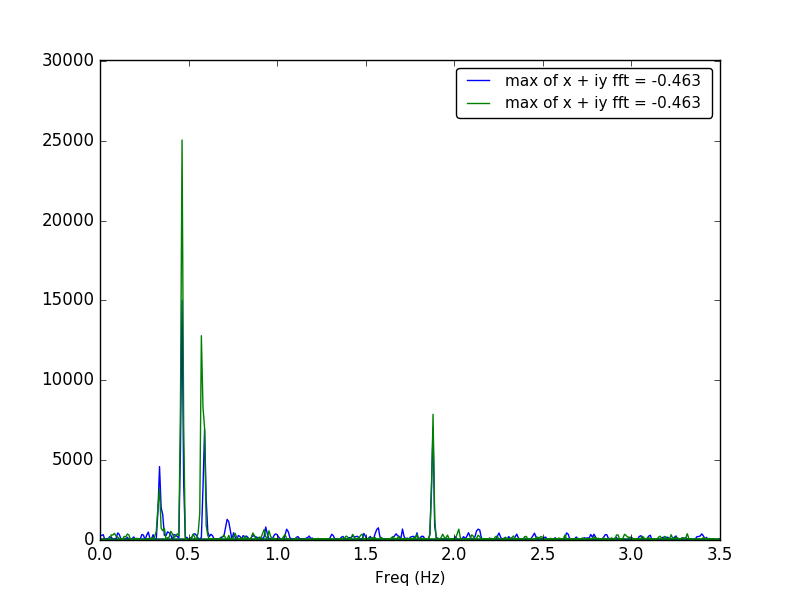 30000
25000
20000
15000
10000
5000
0
max of x + iy fft = -0.463
max of x + iy fft = -0.463
0.0 0.5 1.0 1.5 2.0 2.5 3.0 3.5
Freq (Hz)